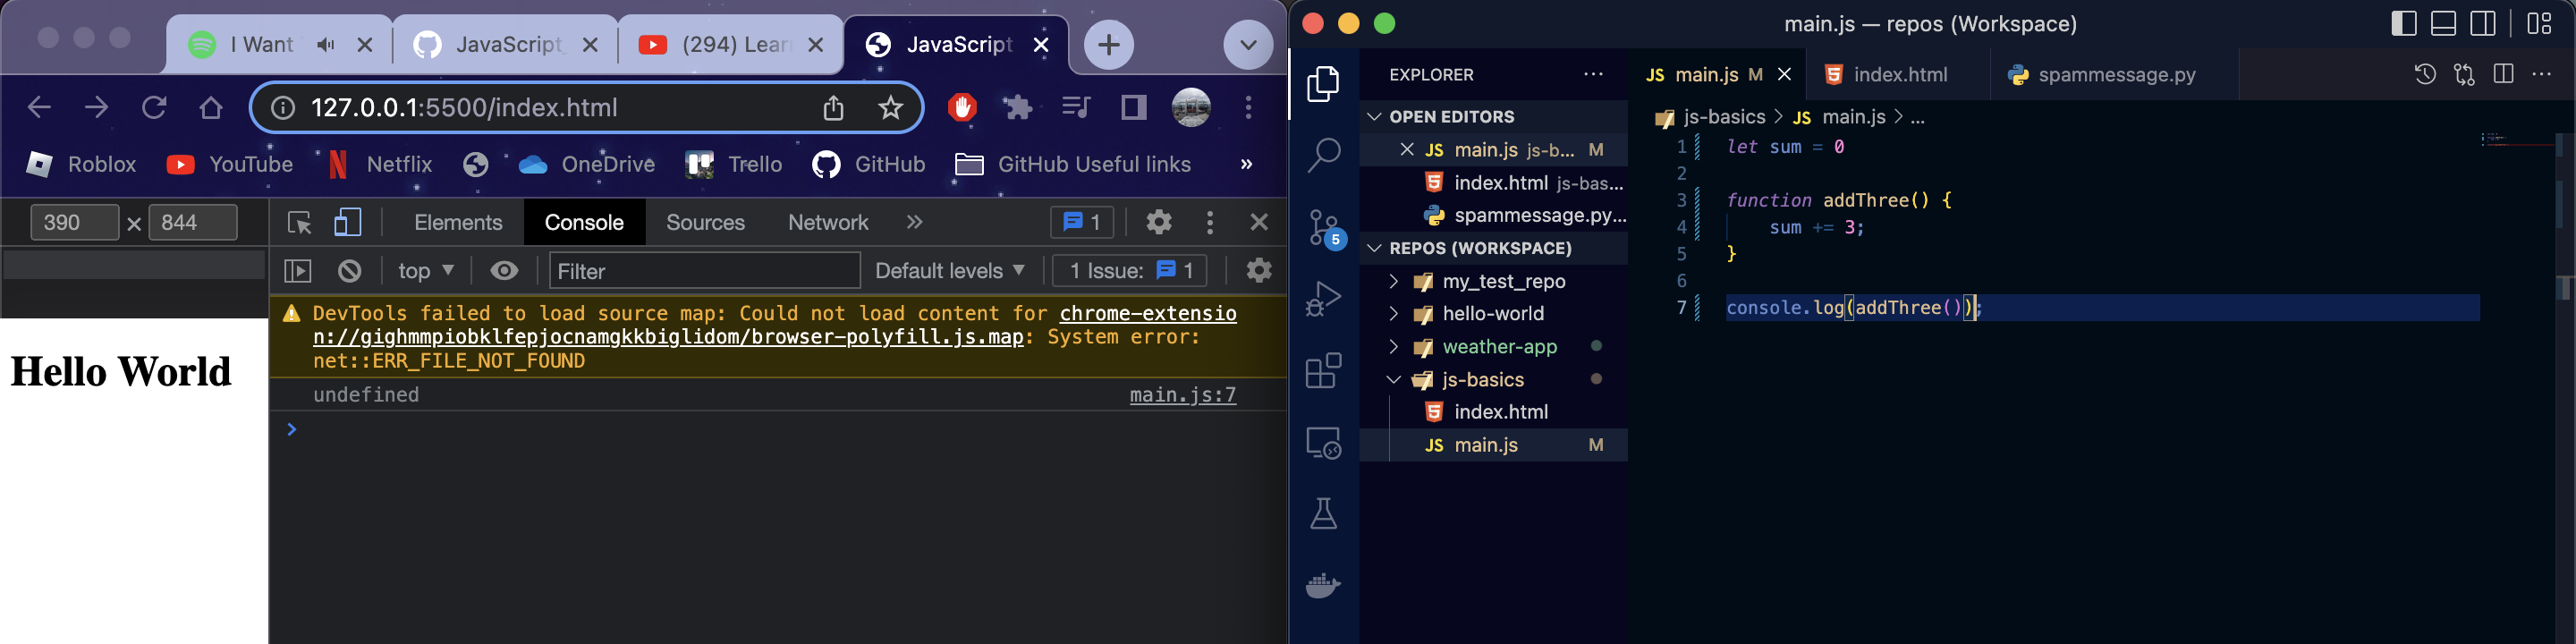 I Want
JavaScript
(294) Lear
JavaScript
127.0.0.1:5500/index.html
Roblox
YouTube
Netflix
OneDrive
Trello
GitHub
GitHub Useful links
»
390 × 844
Elements
Console
Sources
Network
»
1
top
Filter
Default levels
1 Issue: 1
DevTools failed to load source map: Could not load content for chrome-extensio
n://gighmmpiobklfepjocnamgkkbiglidom/browser-polyfill.js.map: System error:
net::ERR_FILE_NOT_FOUND
undefined main.js:7
>
Hello World
main.js — repos (Workspace)
5
EXPLORER
...
OPEN EDITORS
JS main.js js-b... M
index.html js-bas...
spammessage.py...
REPOS (WORKSPACE)
my_test_repo
hello-world
weather-app
js-basics
index.html
JS main.js M
JS main.js M
index.html
spammessage.py
...
js-basics > JS main.js > ...
1 let sum = 0
2
3 function addThree() {
4 sum += 3;
5 }
6
7 console.log(addThree());